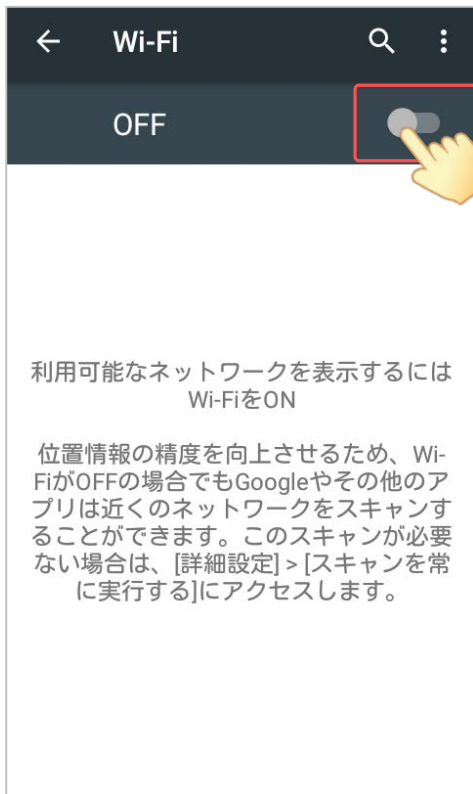 Wi-Fi
OFF
利用可能なネットワークを表示するには
Wi-FiをON
位置情報の精度を向上させるため、Wi-
FiがOFFの場合でもGoogleやその他のア
プリは近くのネットワークをスキャンす
ることができます。このスキャンが必要
ない場合は、[詳細設定] > [スキャンを常
に実行する]にアクセスします。